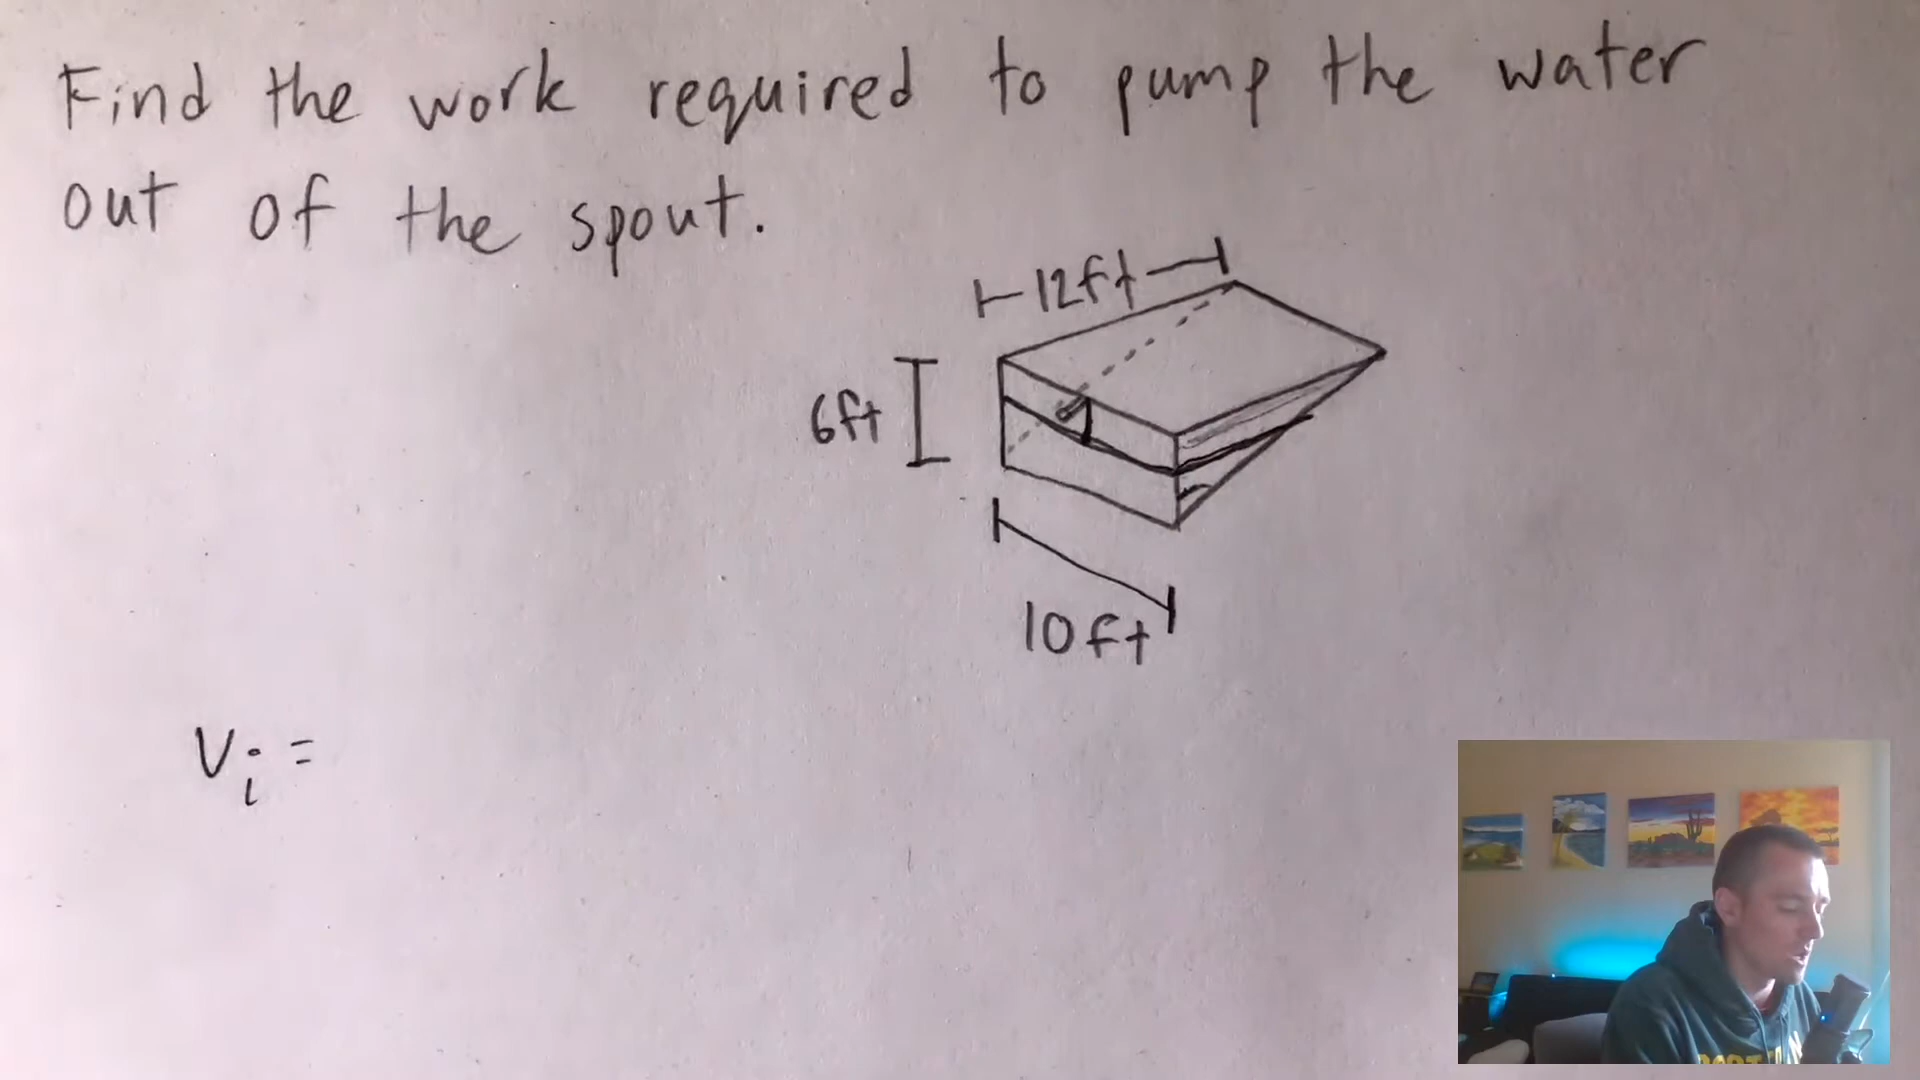 Find the work required to pump the water
out of the spout.
12ft
6ft
10ft
Vi =